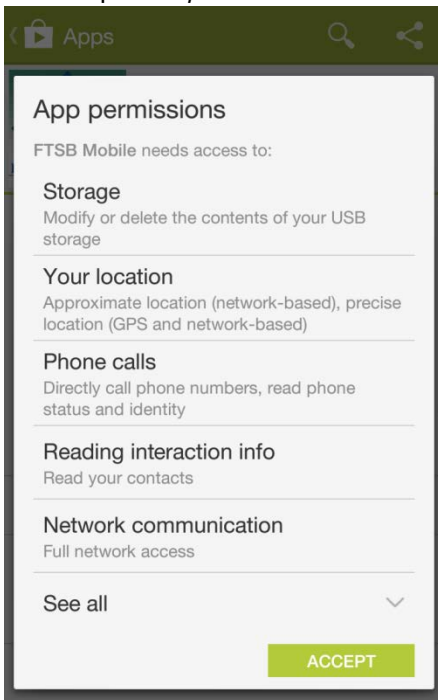 Apps
App permissions
FTSB Mobile needs access to:
Storage
Modify or delete the contents of your USB
storage
Your location
Approximate location (network-based), precise
location (GPS and network-based)
Phone calls
Directly call phone numbers, read phone
status and identity
Reading interaction info
Read your contacts
Network communication
Full network access
See all
ACCEPT